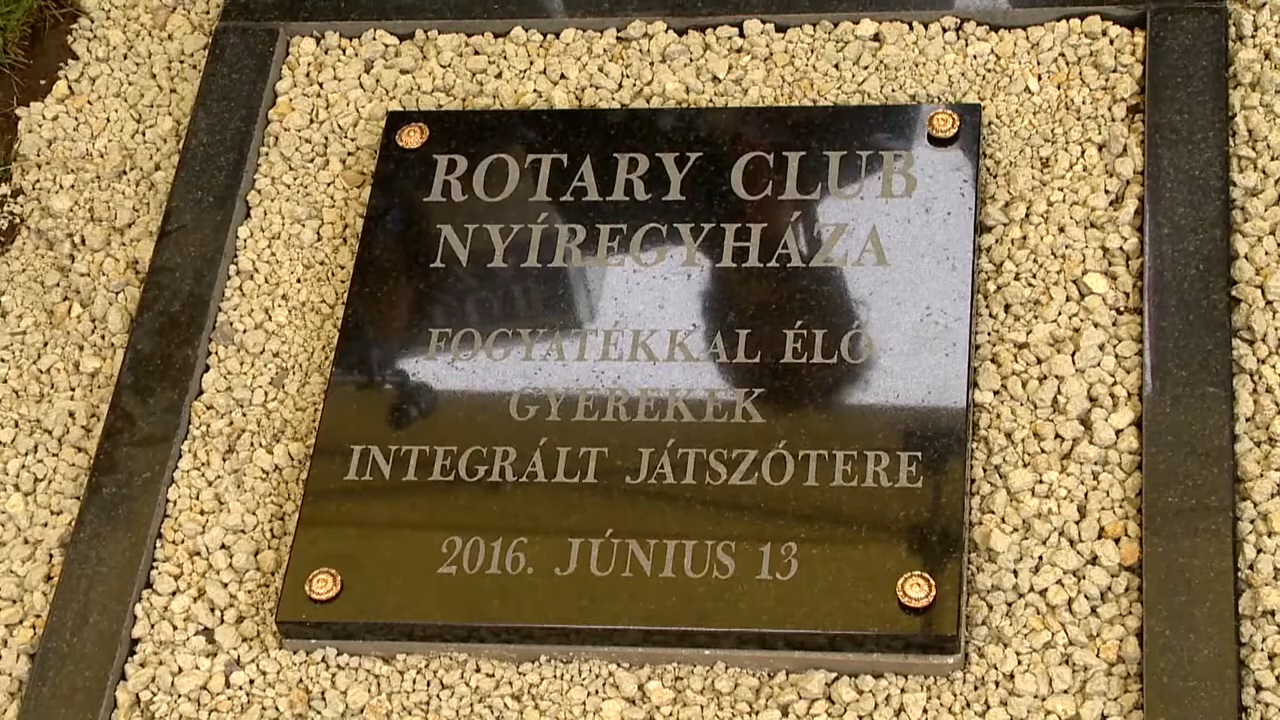 ROTARY CLUB
NYÍREGYHÁZA
FOGYATÉKKAL ÉLŐ
GYEREKEK
INTEGRÁLT JÁTSZÓTERE
2016. JÚNIUS 13